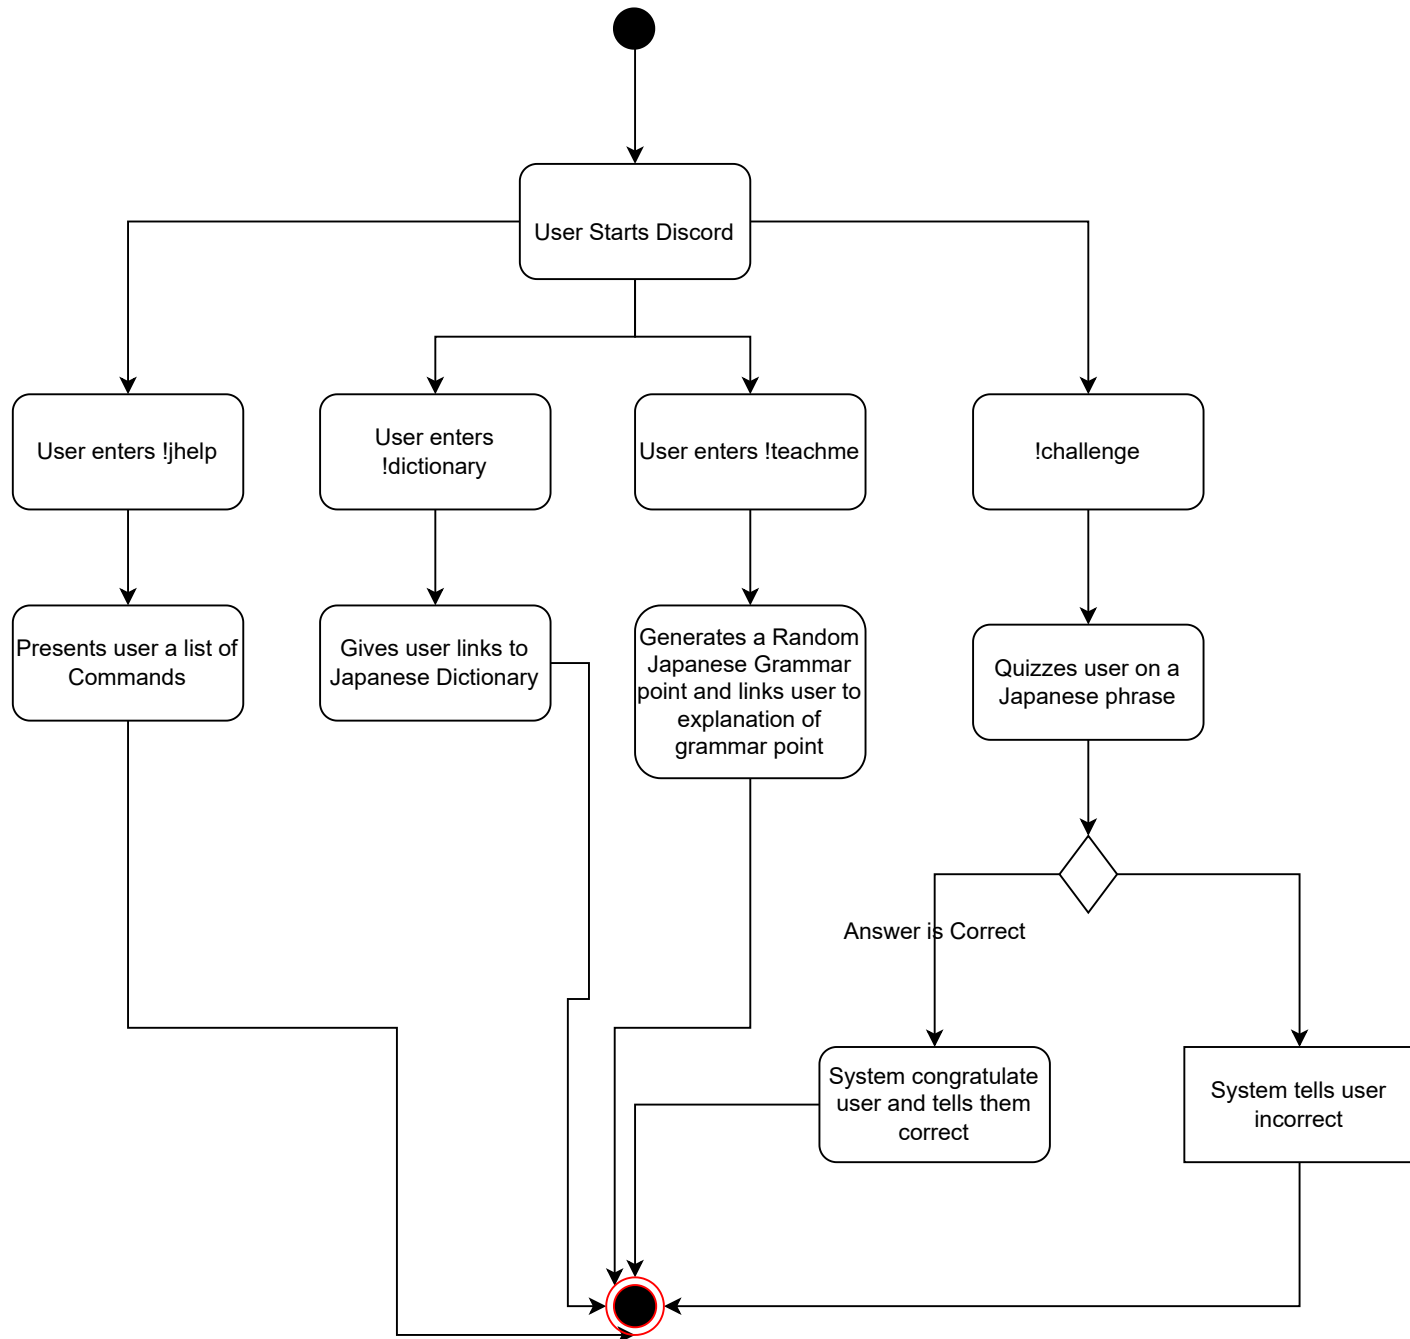 User Starts Discord
User enters !jhelp
User enters
!dictionary
User enters !teachme
!challenge
Presents user a list of
Commands
Gives user links to
Japanese Dictionary
Generates a Random
Japanese Grammar
point and links user to
explanation of
grammar point
Quizzes user on a
Japanese phrase
Answer is Correct
System congratulate
user and tells them
correct
System tells user
incorrect